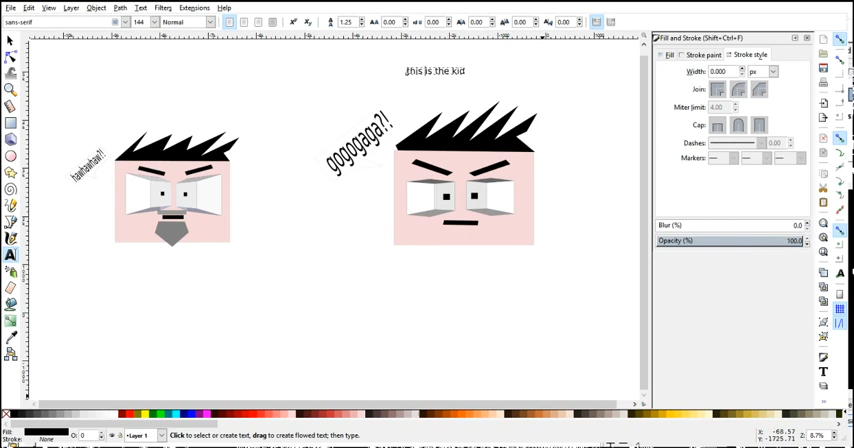 File Edit View Layer Object Path Text Filters Extensions Help
sans-serif 144 Normal 1.25 0.00 0.00 0.00 0.00 0.00
this is the kid
hawhawhaw?!
gogogaga?!
Fill and Stroke (Shift+Ctrl+F)
Fill Stroke paint Stroke style
Width: 0.000 px
Join:
Miter limit: 4.00
Cap:
Dashes: 0.00
Markers:
Blur (%) 0.0
Opacity (%) 100.0
Fill:
Stroke: None
O: 0
Layer 1
Click to select or create text, drag to create flowed text; then type.
X: -68.57
Y: -1725.71
Z: 8.7%